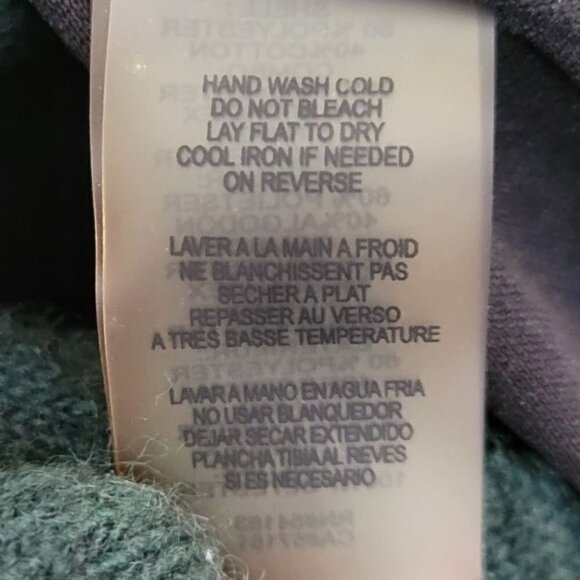 HAND WASH COLD
DO NOT BLEACH
LAY FLAT TO DRY
COOL IRON IF NEEDED
ON REVERSE
LAVER A LA MAIN A FROID
NE BLANCHISSENT PAS
SECHER A PLAT
REPASSER AU VERSO
A TRES BASSE TEMPERATURE
LAVAR A MANO EN AGUA FRIA
NO USAR BLANQUEDOR
DEJAR SECAR EXTENDIDO
PLANCHA TIBIA AL REVES
SI ES NECESARIO